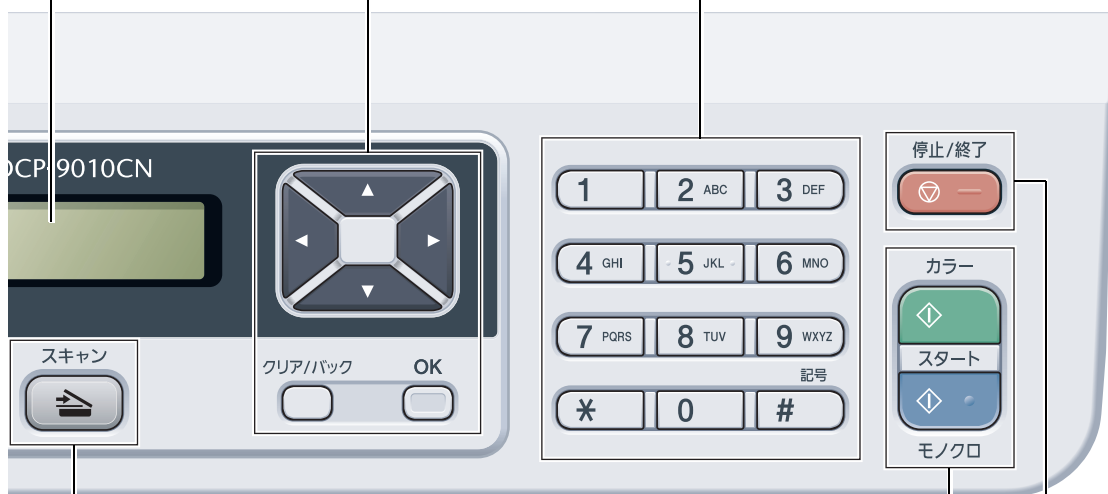 DCP-9010CN
スキャン
クリア/バック
OK
1
2 ABC
3 DEF
4 GHI
5 JKL
6 MNO
7 PQRS
8 TUV
9 WXYZ
記号
* 0 #
停止/終了
カラー
スタート
モノクロ